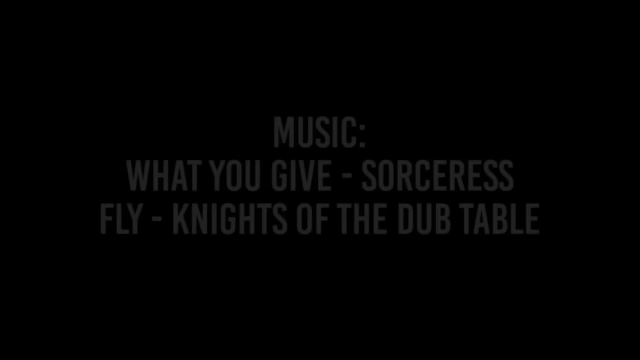 MUSIC:
WHAT YOU GIVE - SORCERESS
FLY - KNIGHTS OF THE DUB TABLE